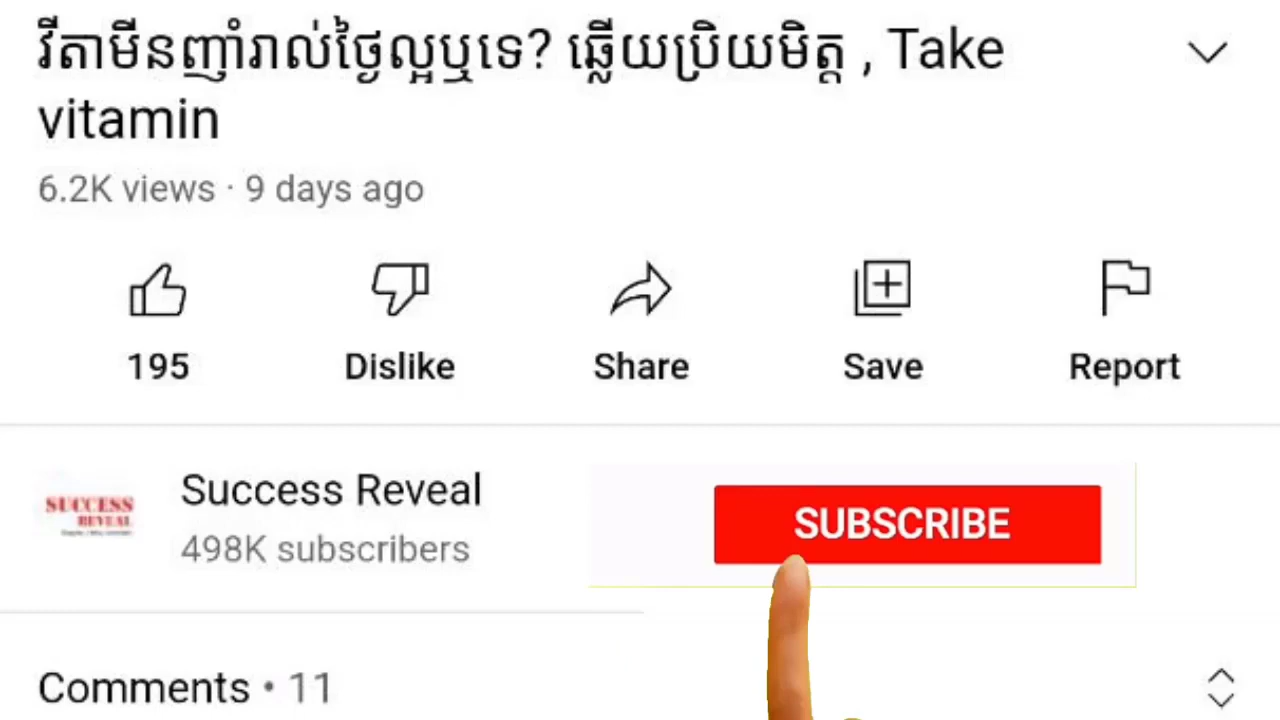 វីតាមីនញ៉ាំរាល់ថ្ងៃល្អឬទេ? ឆ្លើយប្រិយមិត្ត , Take
vitamin
6.2K views · 9 days ago
195 Dislike Share Save Report
SUCCESS
REVEAL
Success Reveal
498K subscribers
SUBSCRIBE
Comments • 11